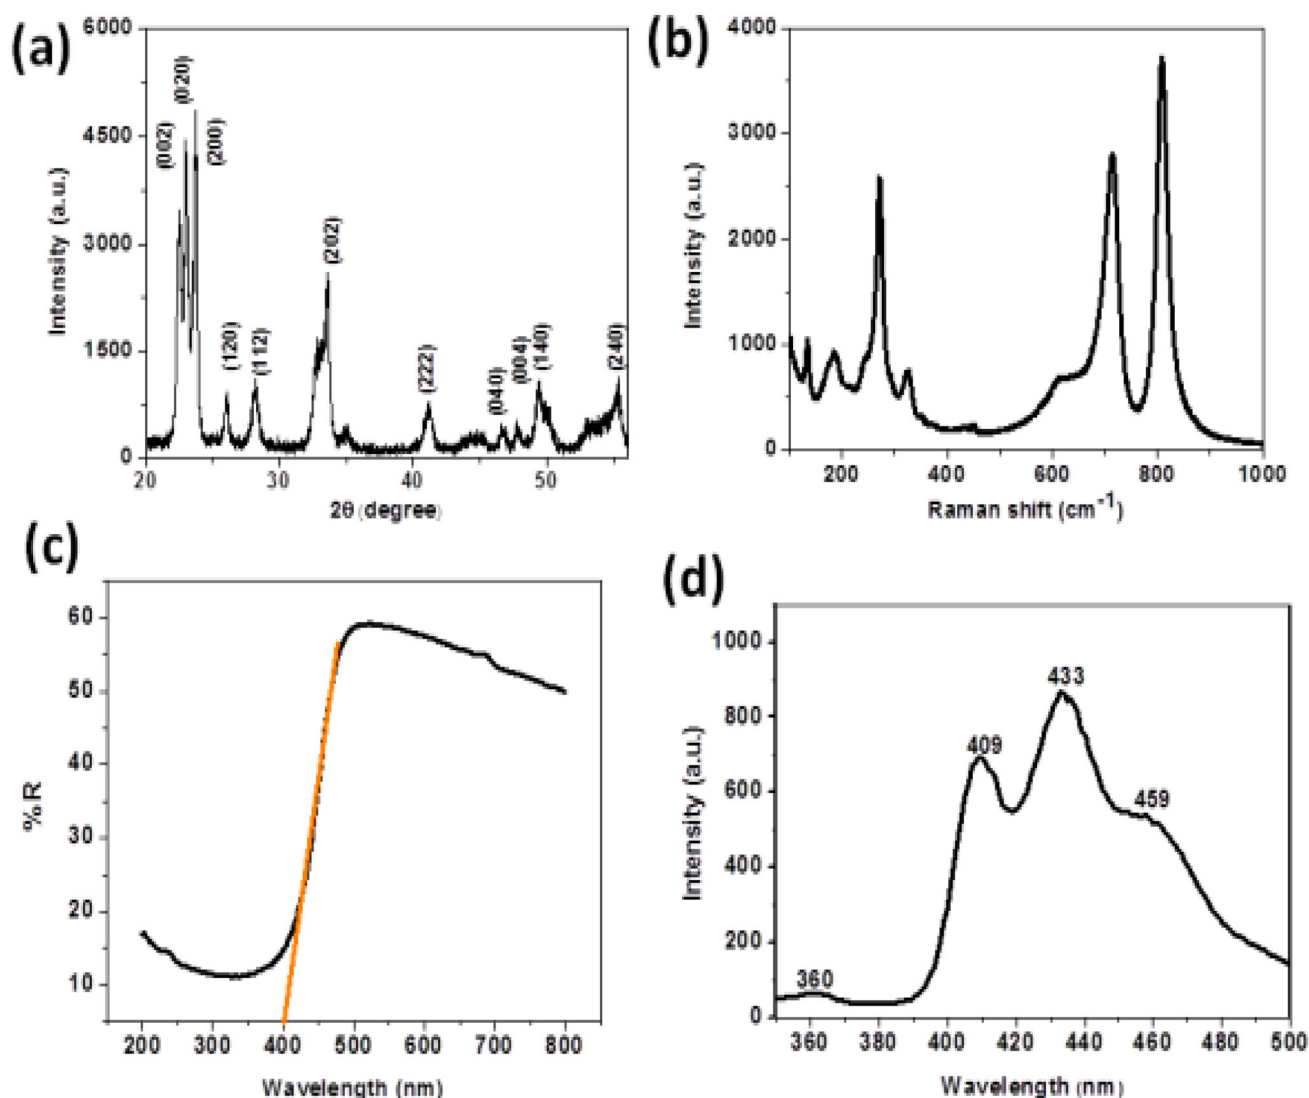 (a)
6000
4500
3000
1500
0
Intensity (a.u.)
(002)
(020)
(200)
(120)
(112)
(202)
(222)
(040)
(004)
(140)
(240)
20 30 40 50
2θ (degree)
(b)
4000
3000
2000
1000
0
Intensity (a.u.)
200 400 600 800 1000
Raman shift (cm⁻¹)
(c)
60
50
40
30
20
10
%R
200 300 400 500 600 700 800
Wavelength (nm)
(d)
1000
800
600
400
200
0
Intensity (a.u.)
360
409
433
459
360 380 400 420 440 460 480 500
Wavelength (nm)